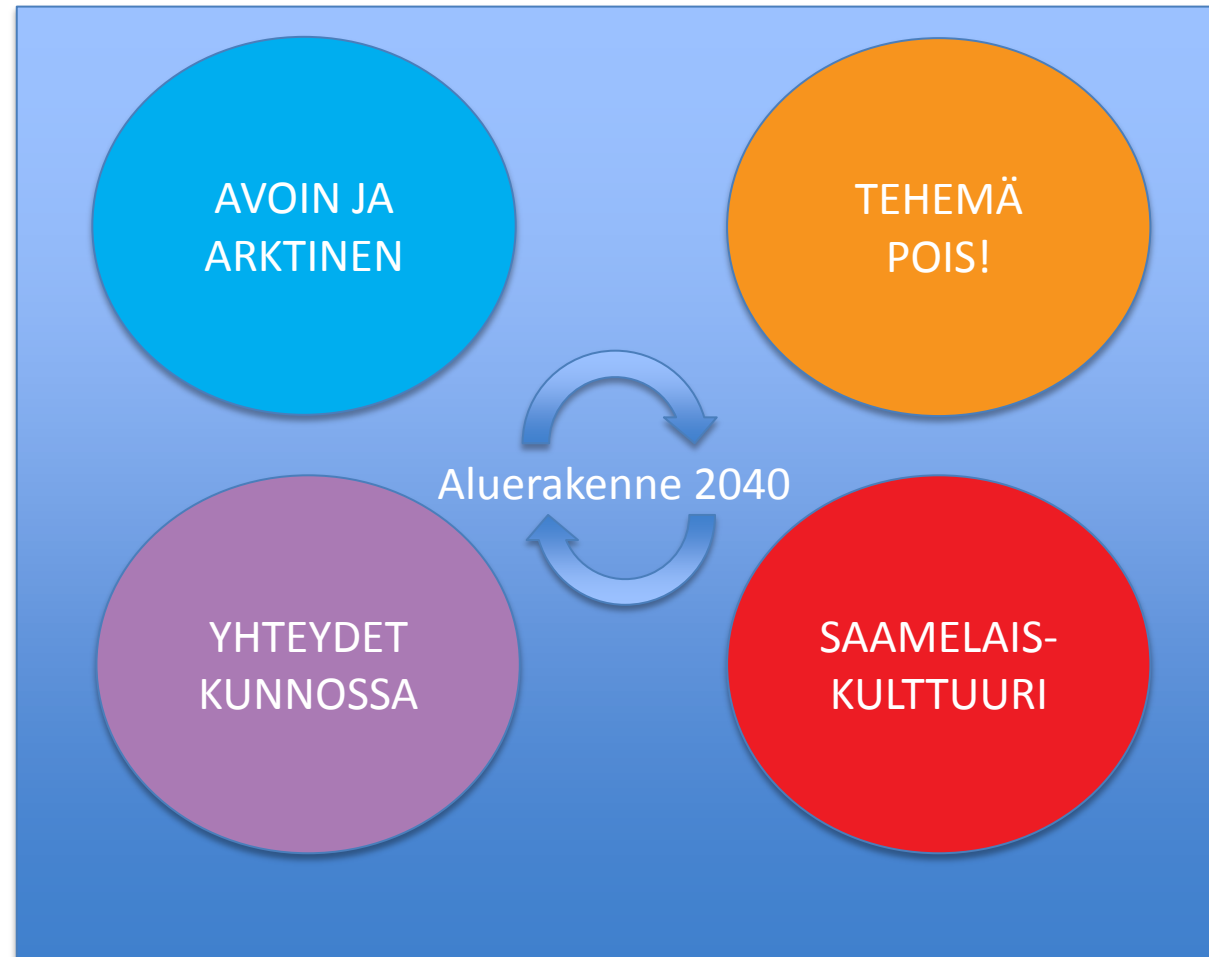 AVOIN JA
ARKTINEN
TEHEMÄ
POIS!
Aluerakenne 2040
YHTEYDET
KUNNOSSA
SAAMELAIS-
KULTTUURI